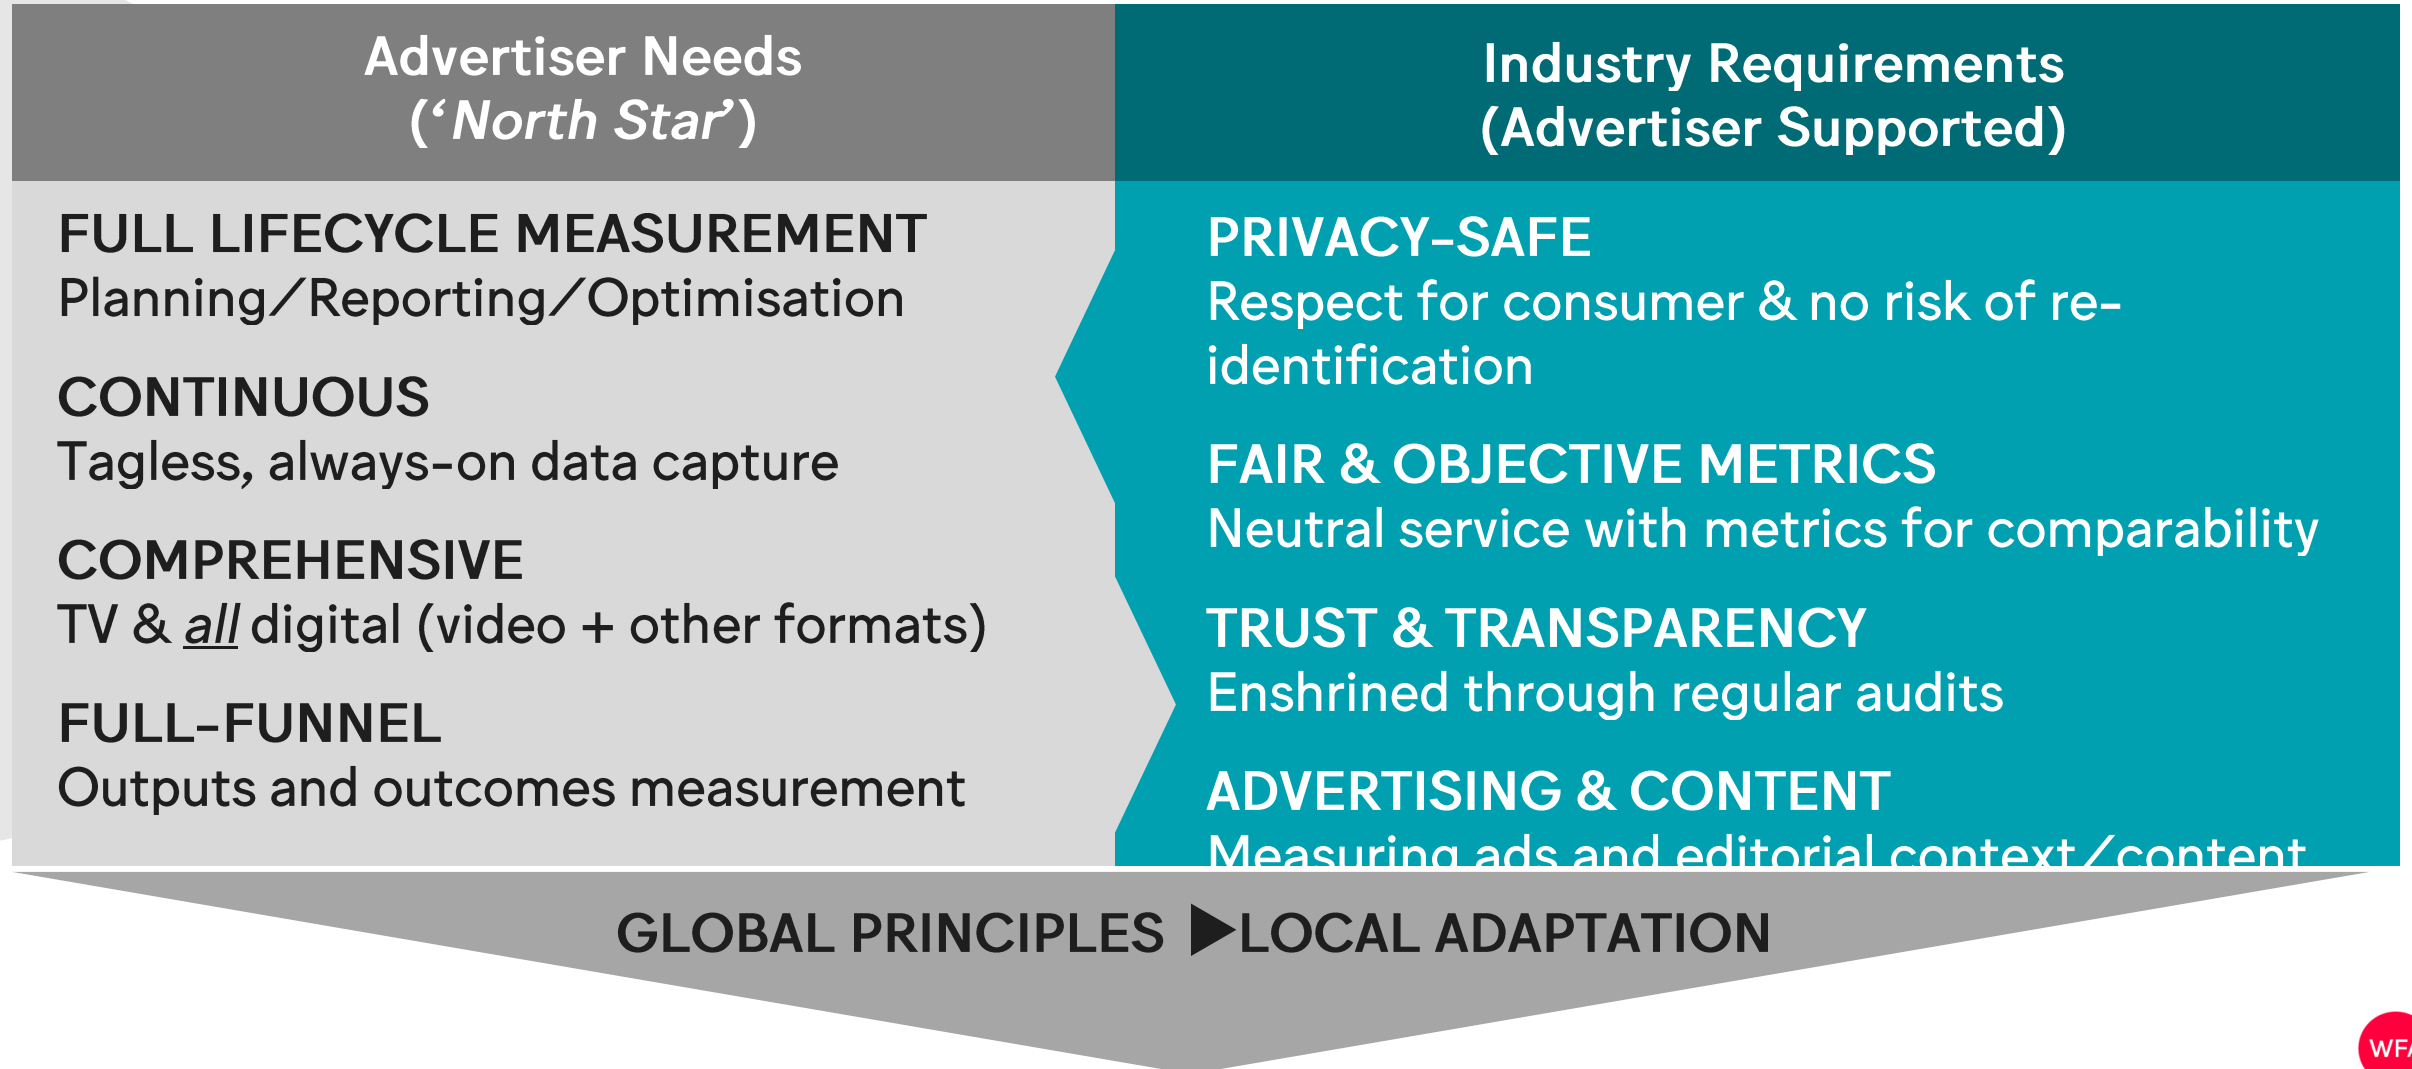 Advertiser Needs
(‘North Star’)
FULL LIFECYCLE MEASUREMENT
Planning/Reporting/Optimisation
CONTINUOUS
Tagless, always-on data capture
COMPREHENSIVE
TV & all digital (video + other formats)
FULL-FUNNEL
Outputs and outcomes measurement
Industry Requirements
(Advertiser Supported)
PRIVACY-SAFE
Respect for consumer & no risk of re-
identification
FAIR & OBJECTIVE METRICS
Neutral service with metrics for comparability
TRUST & TRANSPARENCY
Enshrined through regular audits
ADVERTISING & CONTENT
Measuring ads and editorial context/content
GLOBAL PRINCIPLES ▶LOCAL ADAPTATION
WFA